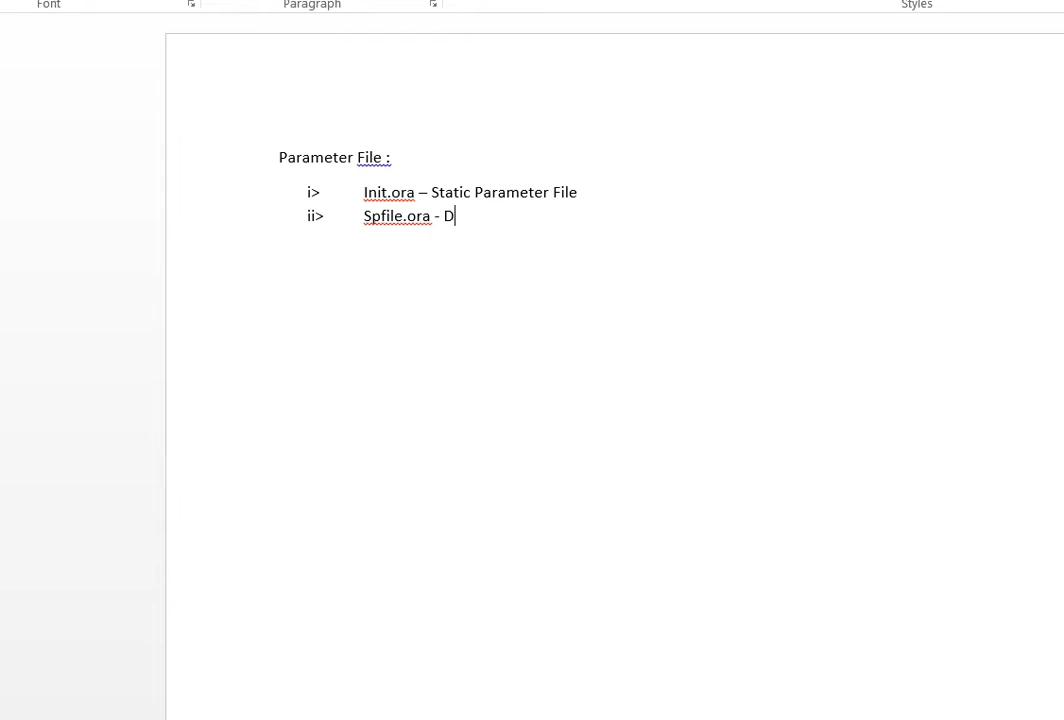 Font Paragraph Styles
Parameter File :
i> Init.ora – Static Parameter File
ii> Spfile.ora - D